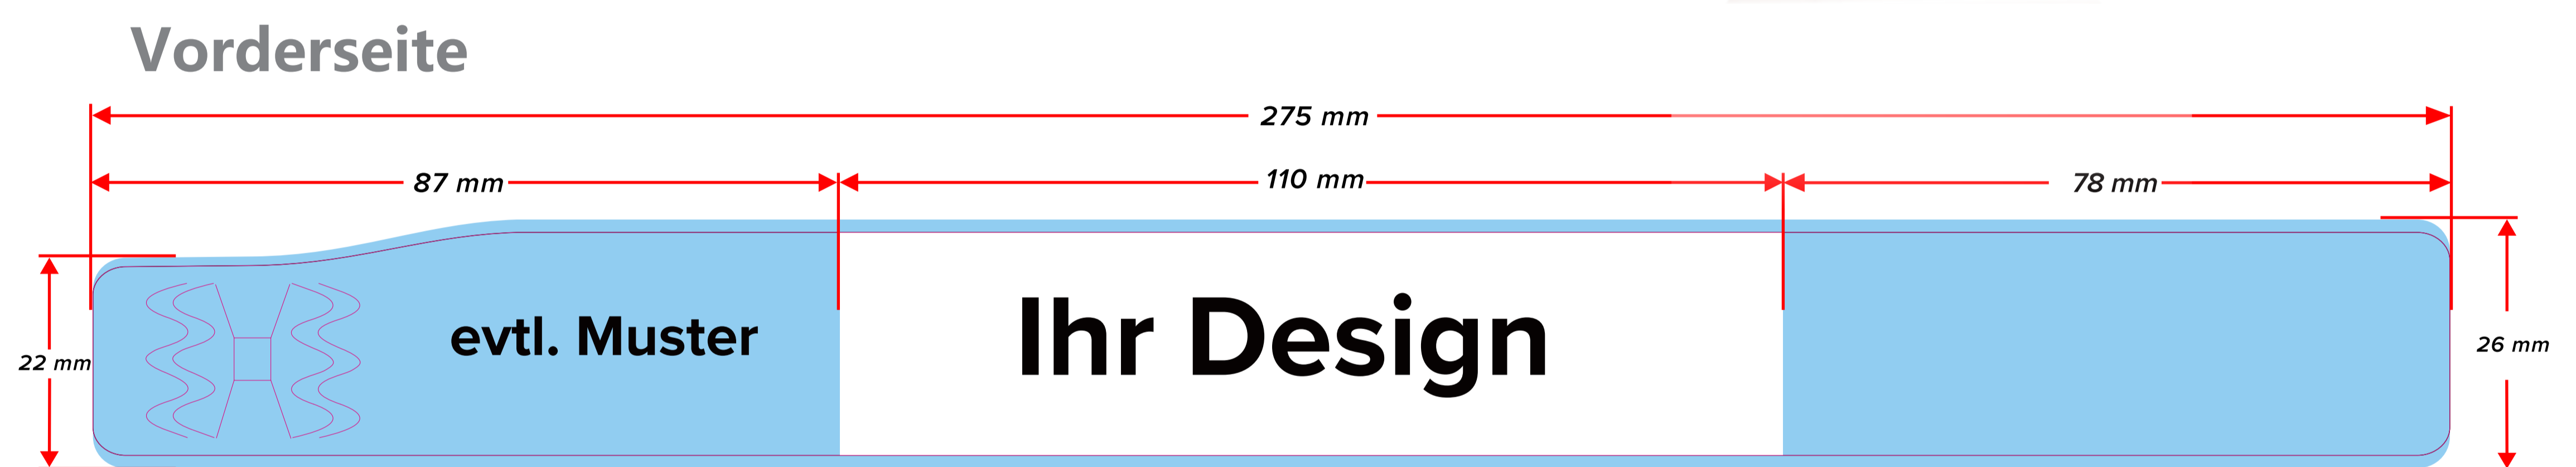 Vorderseite
275 mm
87 mm
110 mm
78 mm
evtl. Muster
Ihr Design
22 mm
26 mm